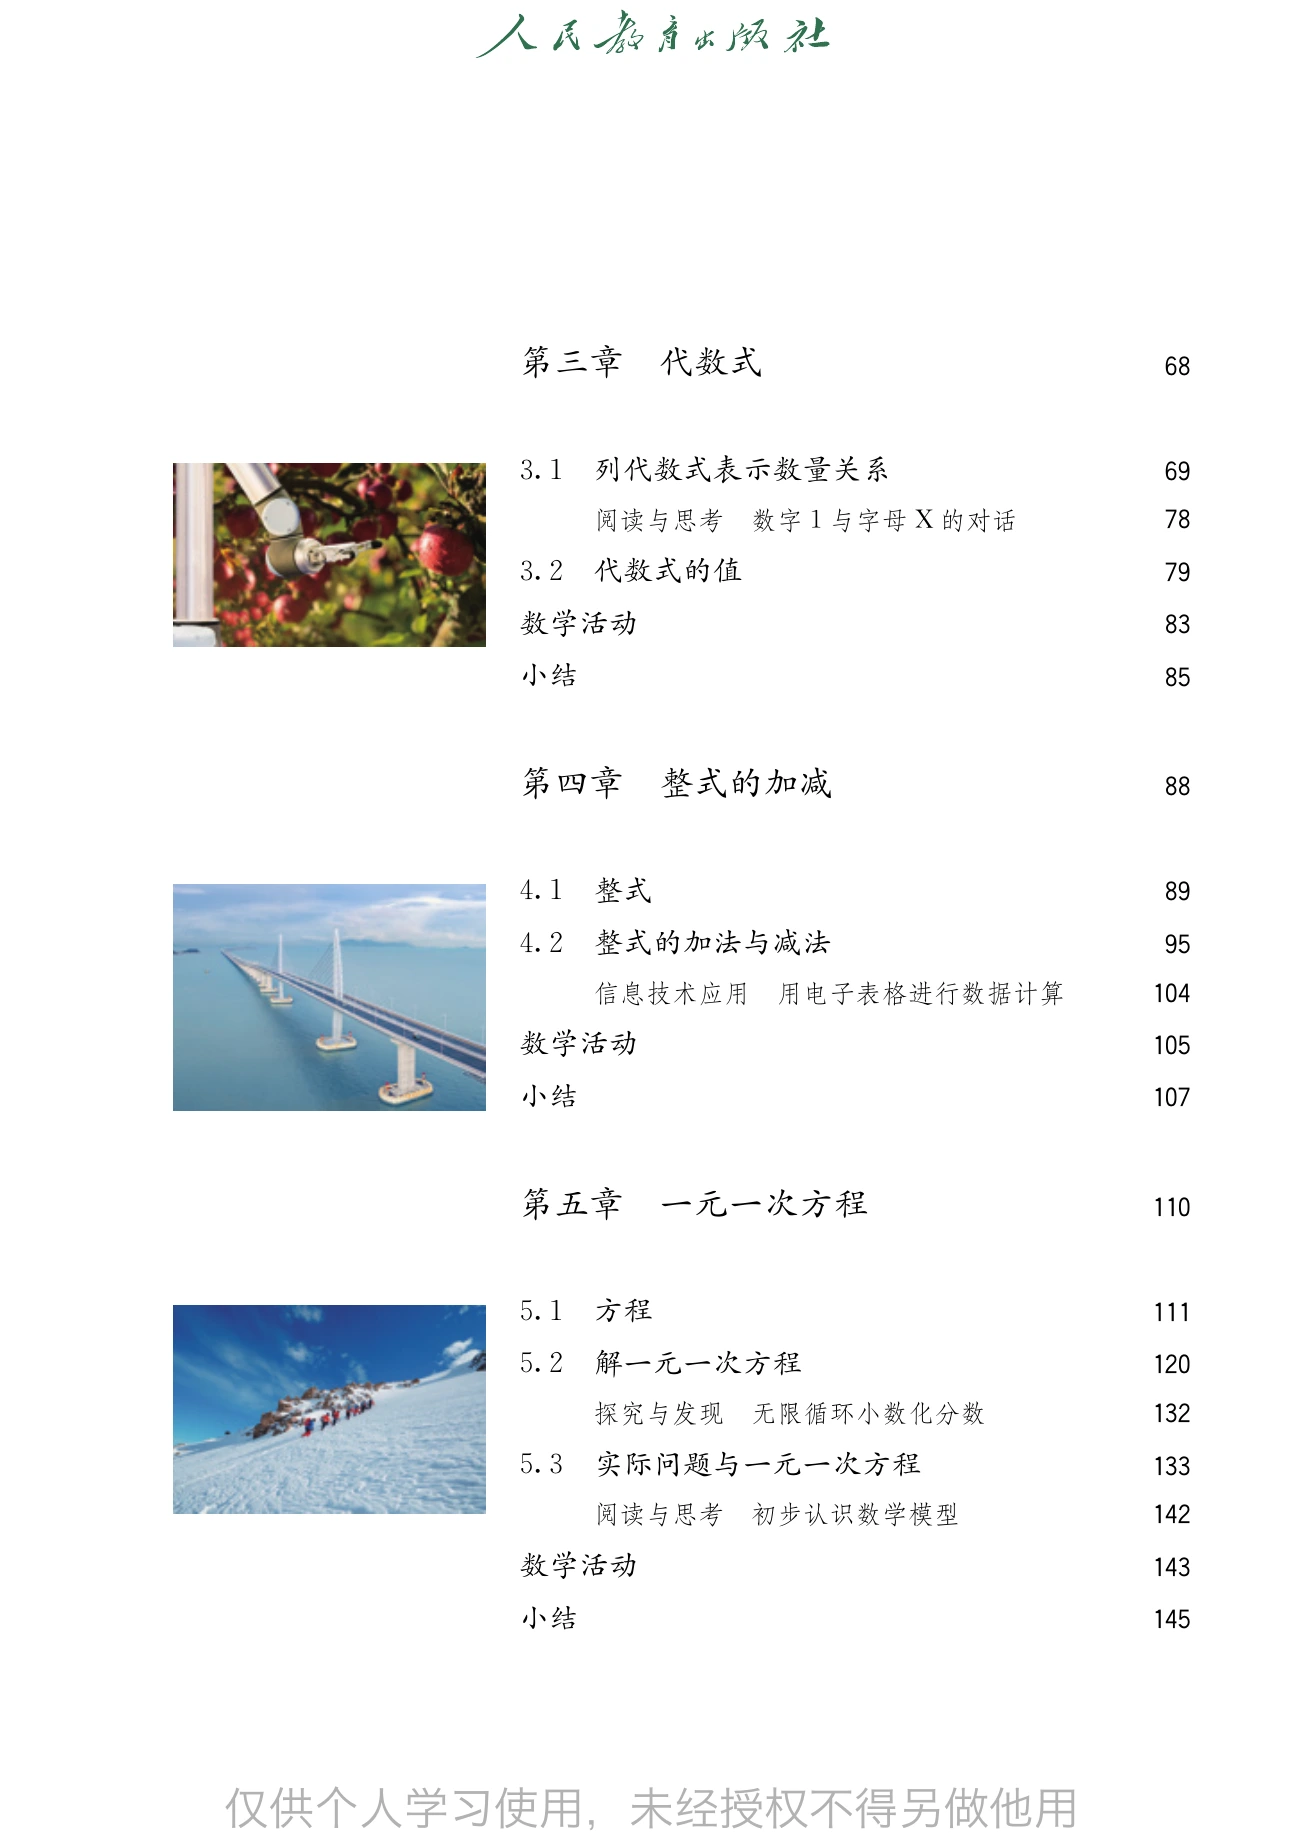 人民教育出版社
第三章 代数式 68
3.1 列代数式表示数量关系 69
阅读与思考 数字1与字母X的对话 78
3.2 代数式的值 79
数学活动 83
小结 85
第四章 整式的加减 88
4.1 整式 89
4.2 整式的加法与减法 95
信息技术应用 用电子表格进行数据计算 104
数学活动 105
小结 107
第五章 一元一次方程 110
5.1 方程 111
5.2 解一元一次方程 120
探究与发现 无限循环小数化分数 132
5.3 实际问题与一元一次方程 133
阅读与思考 初步认识数学模型 142
数学活动 143
小结 145
仅供个人学习使用，未经授权不得另做他用